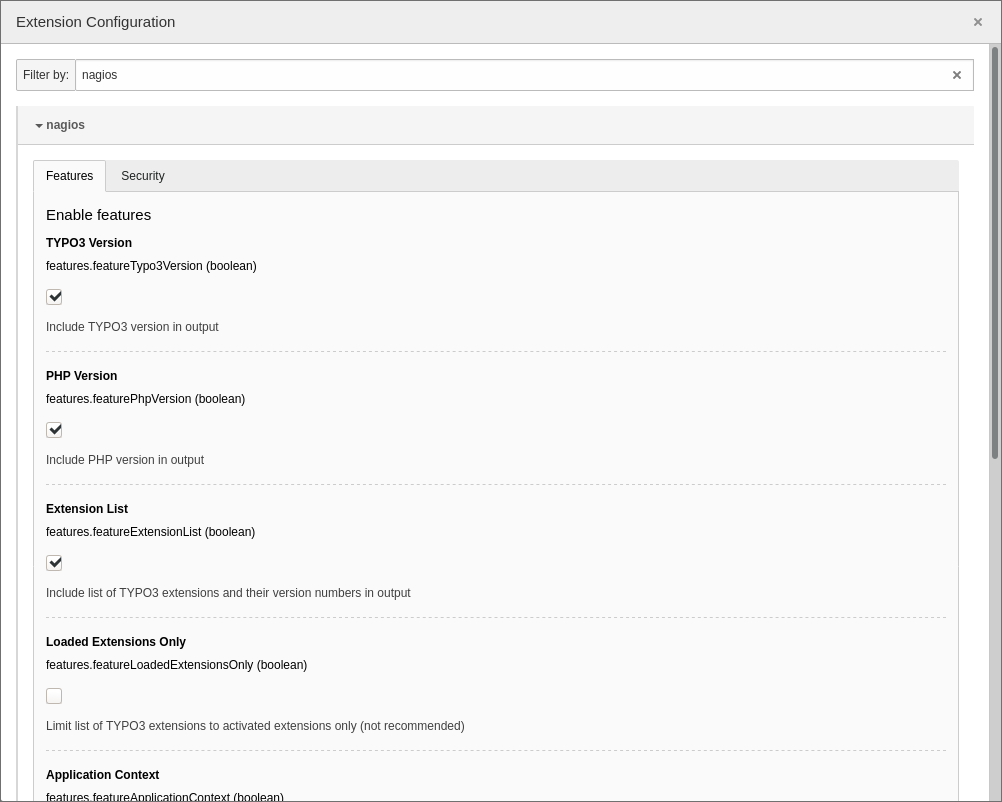 Extension Configuration
×
Filter by: nagios ×
nagios
Features Security
Enable features
TYPO3 Version
features.featureTypo3Version (boolean)
Include TYPO3 version in output
PHP Version
features.featurePhpVersion (boolean)
Include PHP version in output
Extension List
features.featureExtensionList (boolean)
Include list of TYPO3 extensions and their version numbers in output
Loaded Extensions Only
features.featureLoadedExtensionsOnly (boolean)
Limit list of TYPO3 extensions to activated extensions only (not recommended)
Application Context
features.featureApplicationContext (boolean)